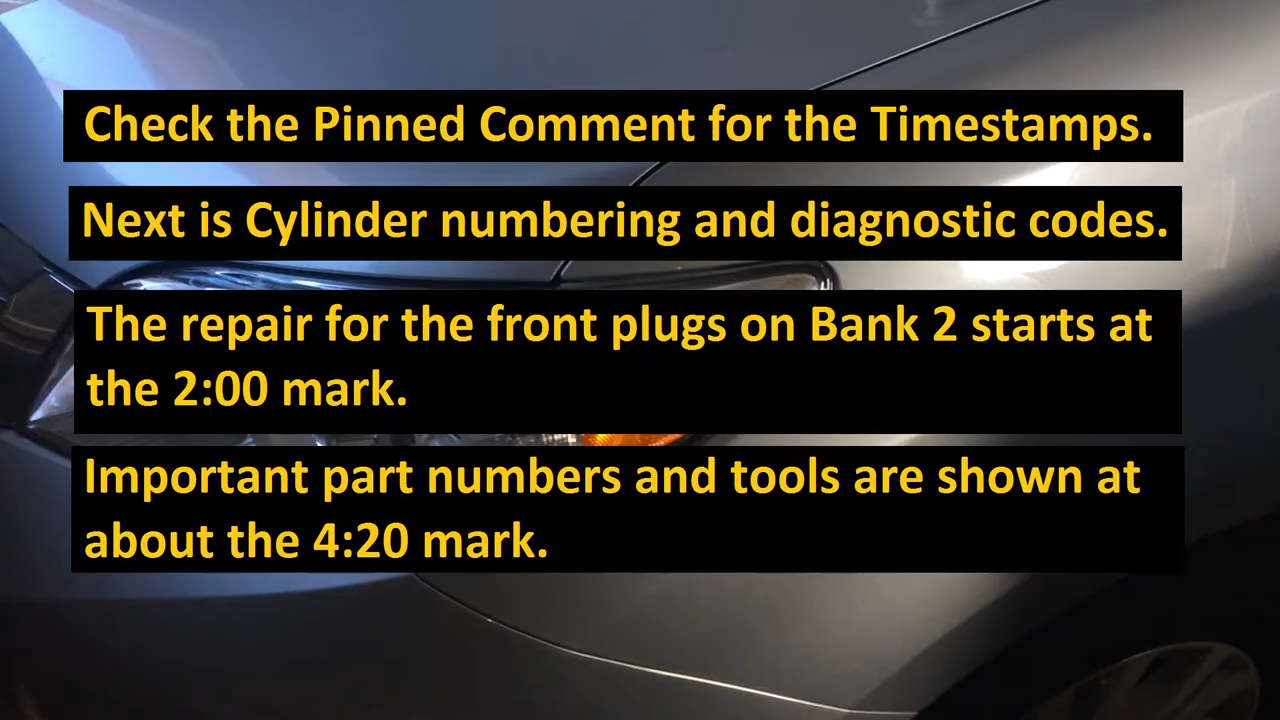 Check the Pinned Comment for the Timestamps.
Next is Cylinder numbering and diagnostic codes.
The repair for the front plugs on Bank 2 starts at
the 2:00 mark.
Important part numbers and tools are shown at
about the 4:20 mark.